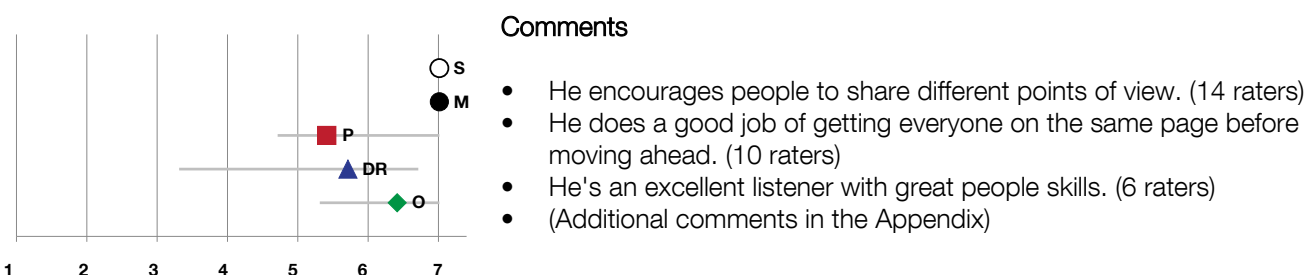 Comments
S
M
P
DR
O
1 2 3 4 5 6 7
• He encourages people to share different points of view. (14 raters)
• He does a good job of getting everyone on the same page before
moving ahead. (10 raters)
• He's an excellent listener with great people skills. (6 raters)
• (Additional comments in the Appendix)